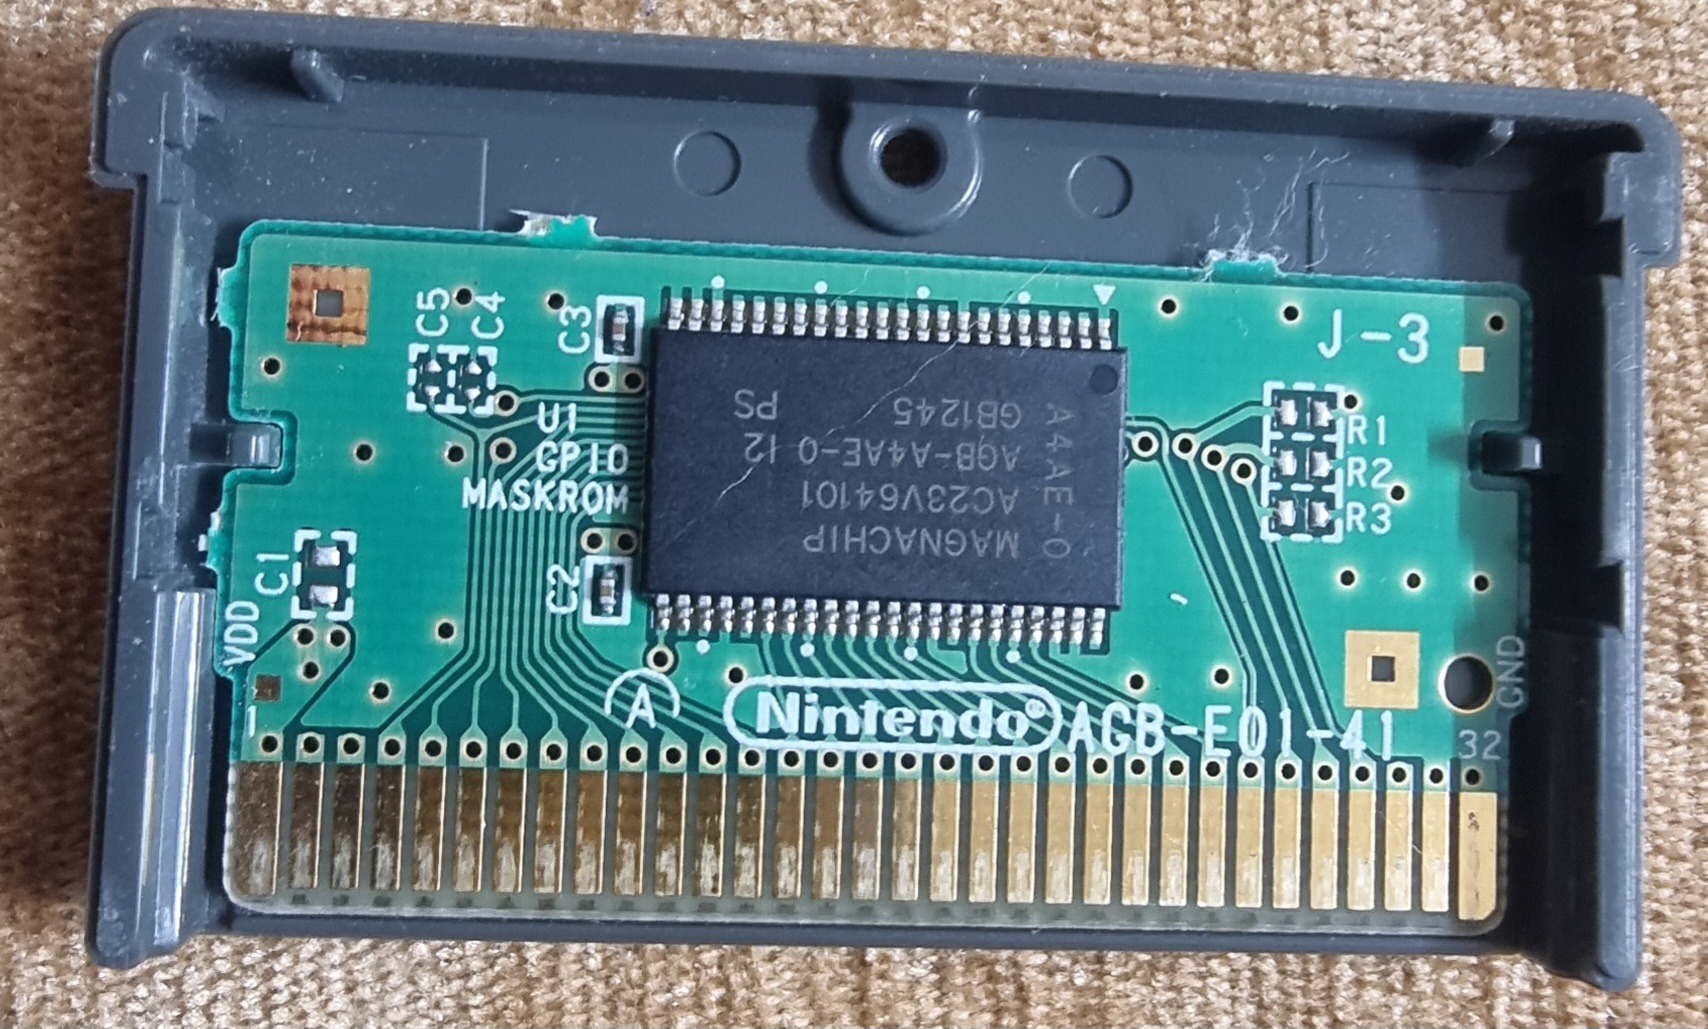 J-3
C5
C4
C3
U1
GPIO
MASKROM
R1
R2
R3
C1
C2
VDD
GND
MAGNACHIP
AC23V64101
AGB-A4AE-0 I2
GB1245 PS
A4AE-0
A
Nintendo®
AGB-E01-41
1
32